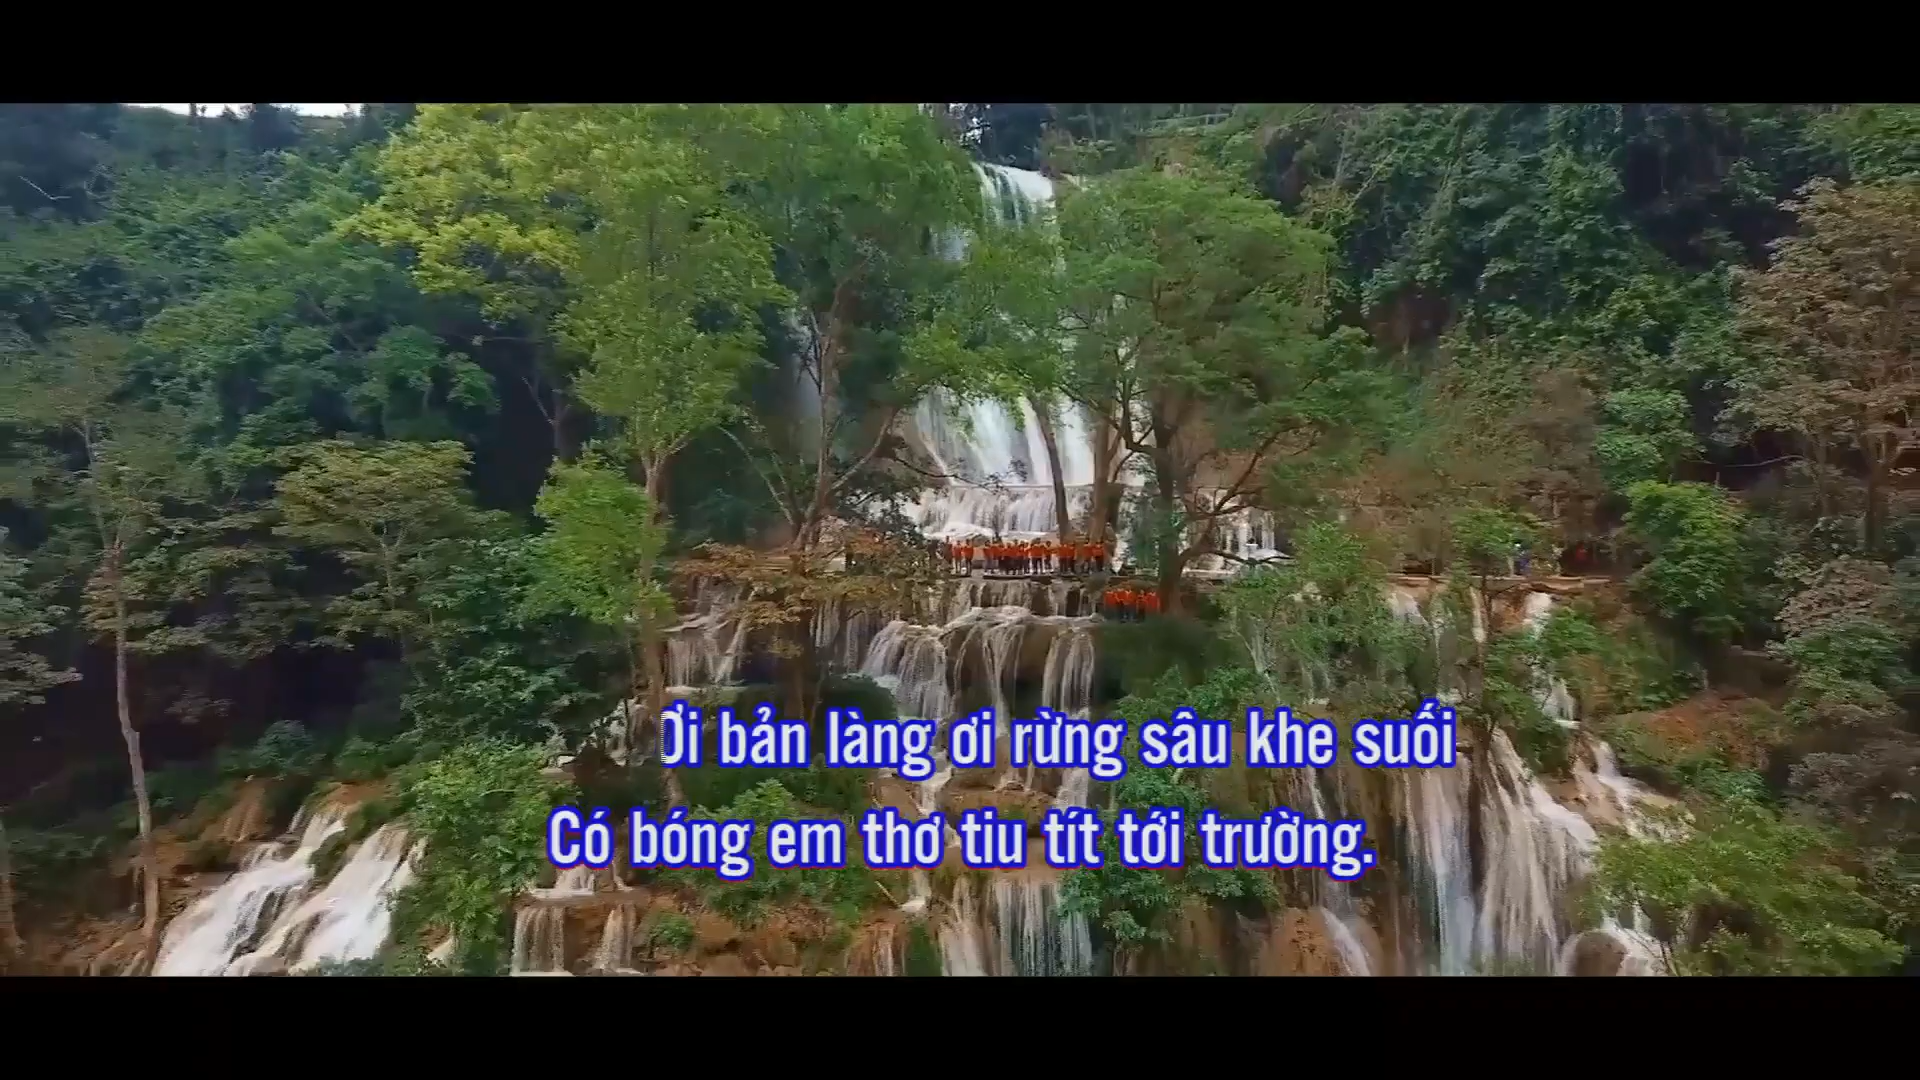 Ơi bản làng ơi rừng sâu khe suối
Có bóng em thơ tiu tít tới trường.